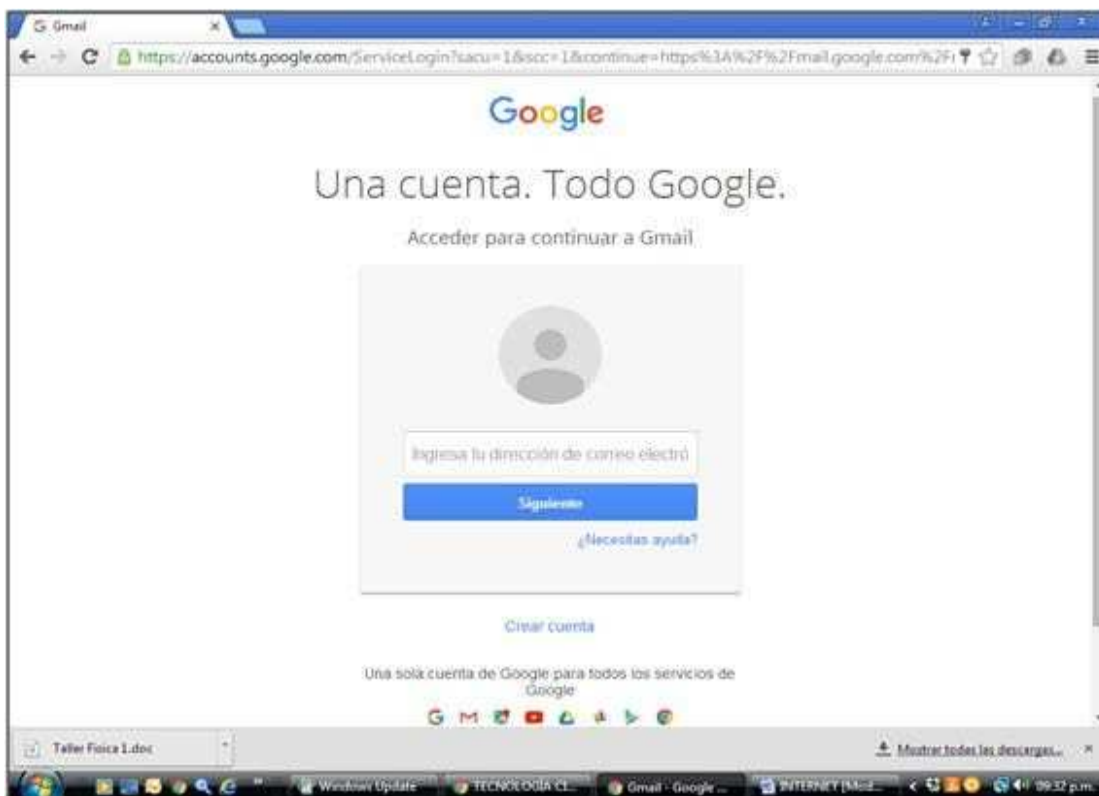 Gmail
https://accounts.google.com/ServiceLogin?sacu=1&scc=1&continue=https%3A%2F%2Fmail.google.com%2F
Google
Una cuenta. Todo Google.
Acceder para continuar a Gmail
Ingresa tu dirección de correo electró
Siguiente
¿Necesitas ayuda?
Crear cuenta
Una sola cuenta de Google para todos los servicios de
Google
Taller Fisica 1.doc
Mostrar todas las descargas...
Windows Update
TECNOLOGÍA CL...
Gmail - Google ...
INTERNET [Mod...
09:32 p.m.